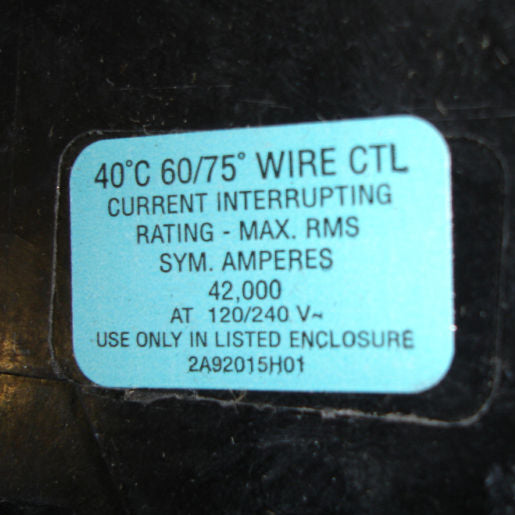 40°C 60/75° WIRE CTL
CURRENT INTERRUPTING
RATING - MAX. RMS
SYM. AMPERES
42,000
AT 120/240 V~
USE ONLY IN LISTED ENCLOSURE
2A92015H01